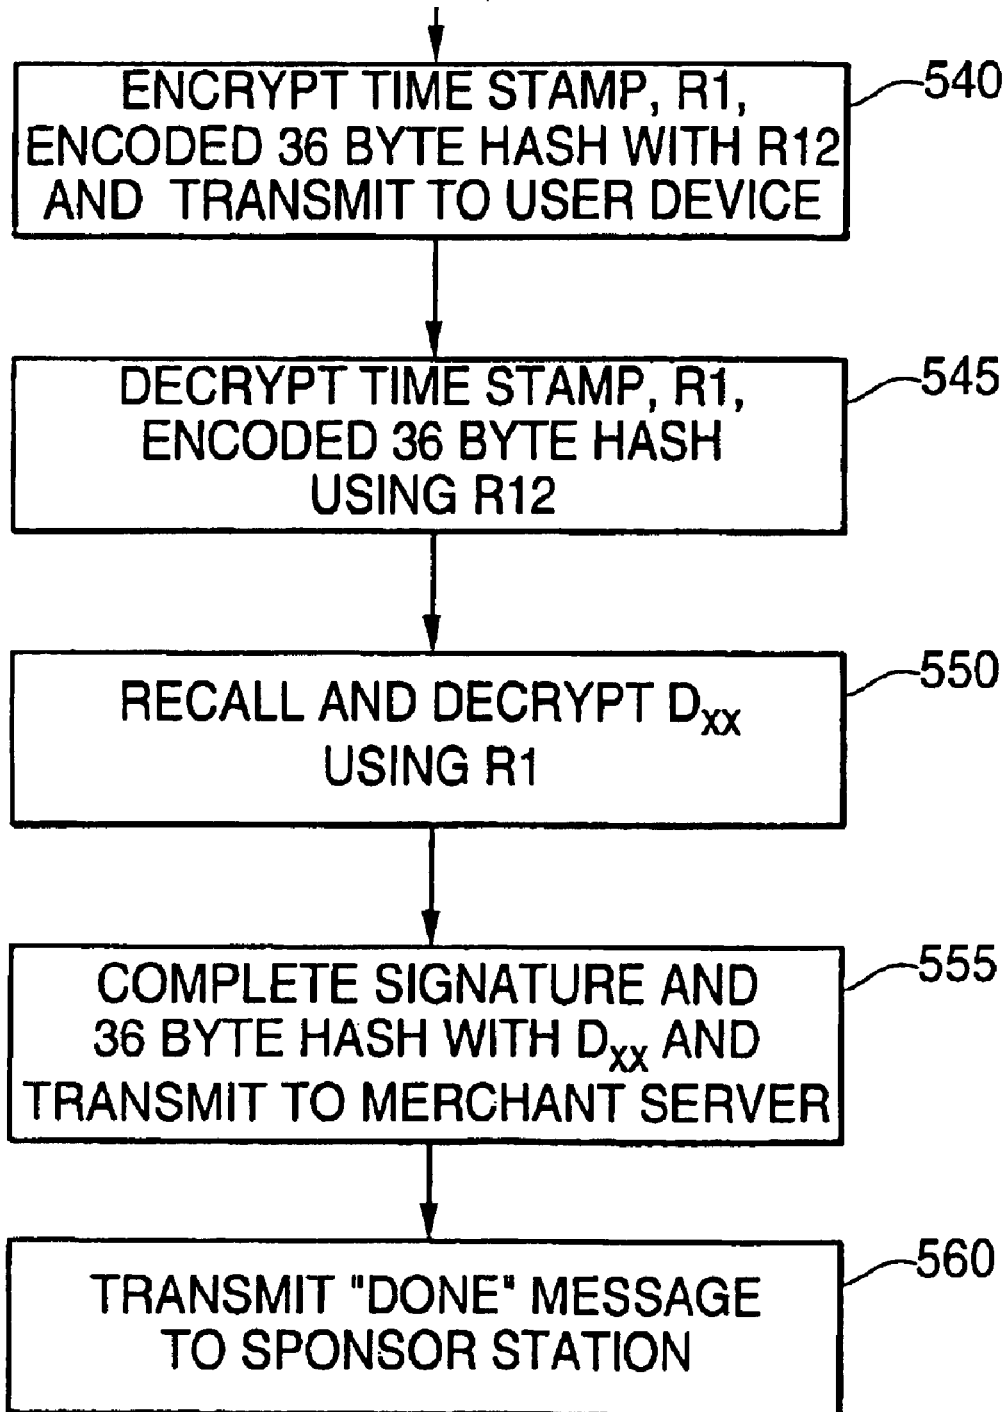 ENCRYPT TIME STAMP, R1,
ENCODED 36 BYTE HASH WITH R12
AND TRANSMIT TO USER DEVICE
540
DECRYPT TIME STAMP, R1,
ENCODED 36 BYTE HASH
USING R12
545
RECALL AND DECRYPT Dxx
USING R1
550
COMPLETE SIGNATURE AND
36 BYTE HASH WITH Dxx AND
TRANSMIT TO MERCHANT SERVER
555
TRANSMIT "DONE" MESSAGE
TO SPONSOR STATION
560